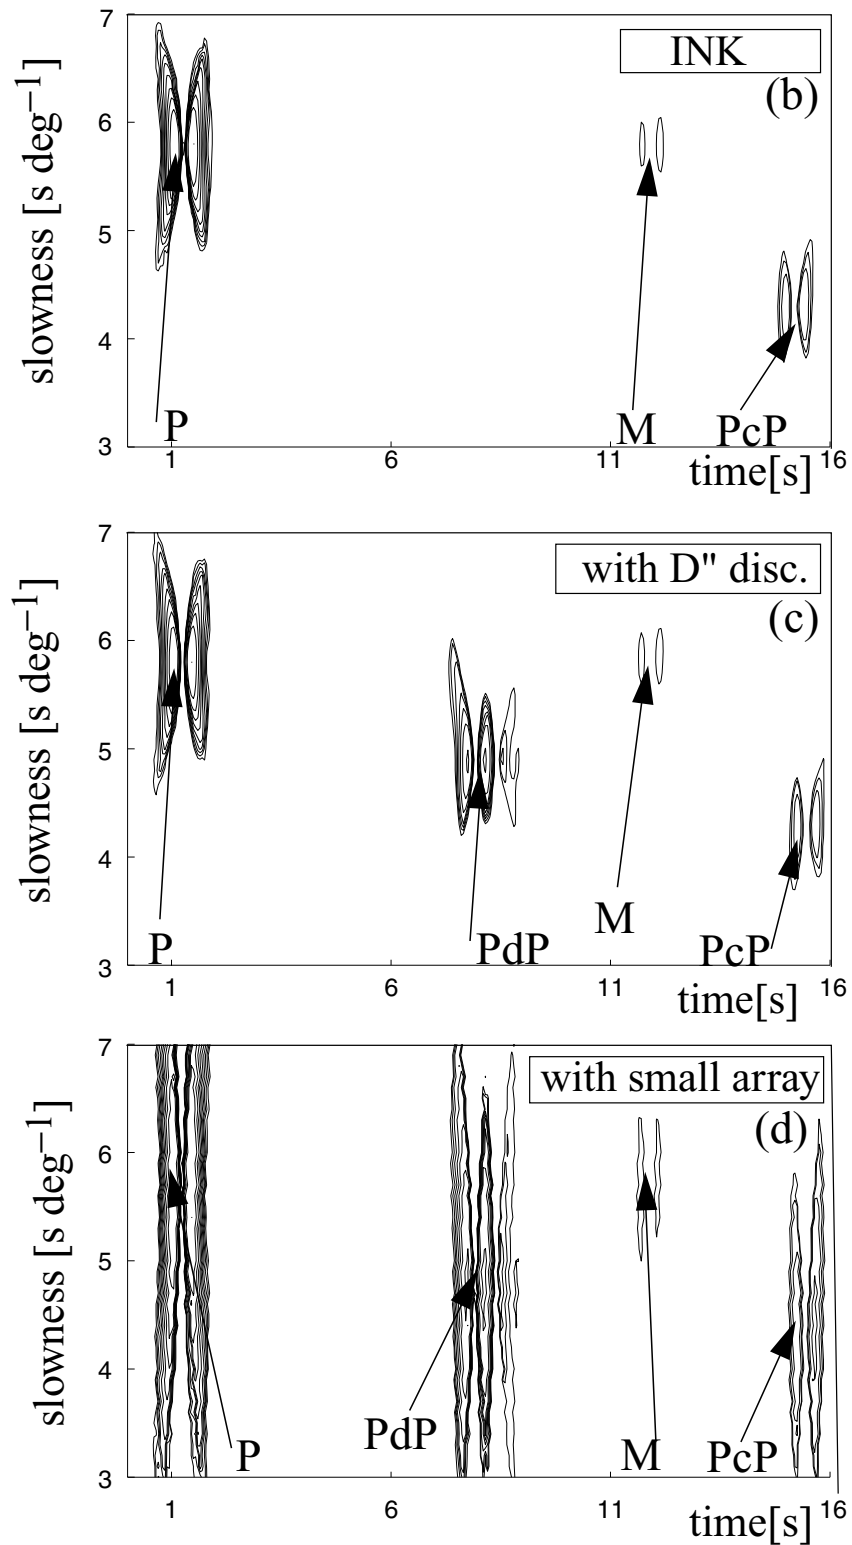 7
INK
(b)
6
5
4
3
slowness [s deg−1]
P
M
PcP
1
6
11
16
time[s]
7
with D" disc.
(c)
6
5
4
3
slowness [s deg−1]
P
PdP
M
PcP
1
6
11
16
time[s]
7
with small array
(d)
6
5
4
3
slowness [s deg−1]
P
PdP
M
PcP
1
6
11
16
time[s]